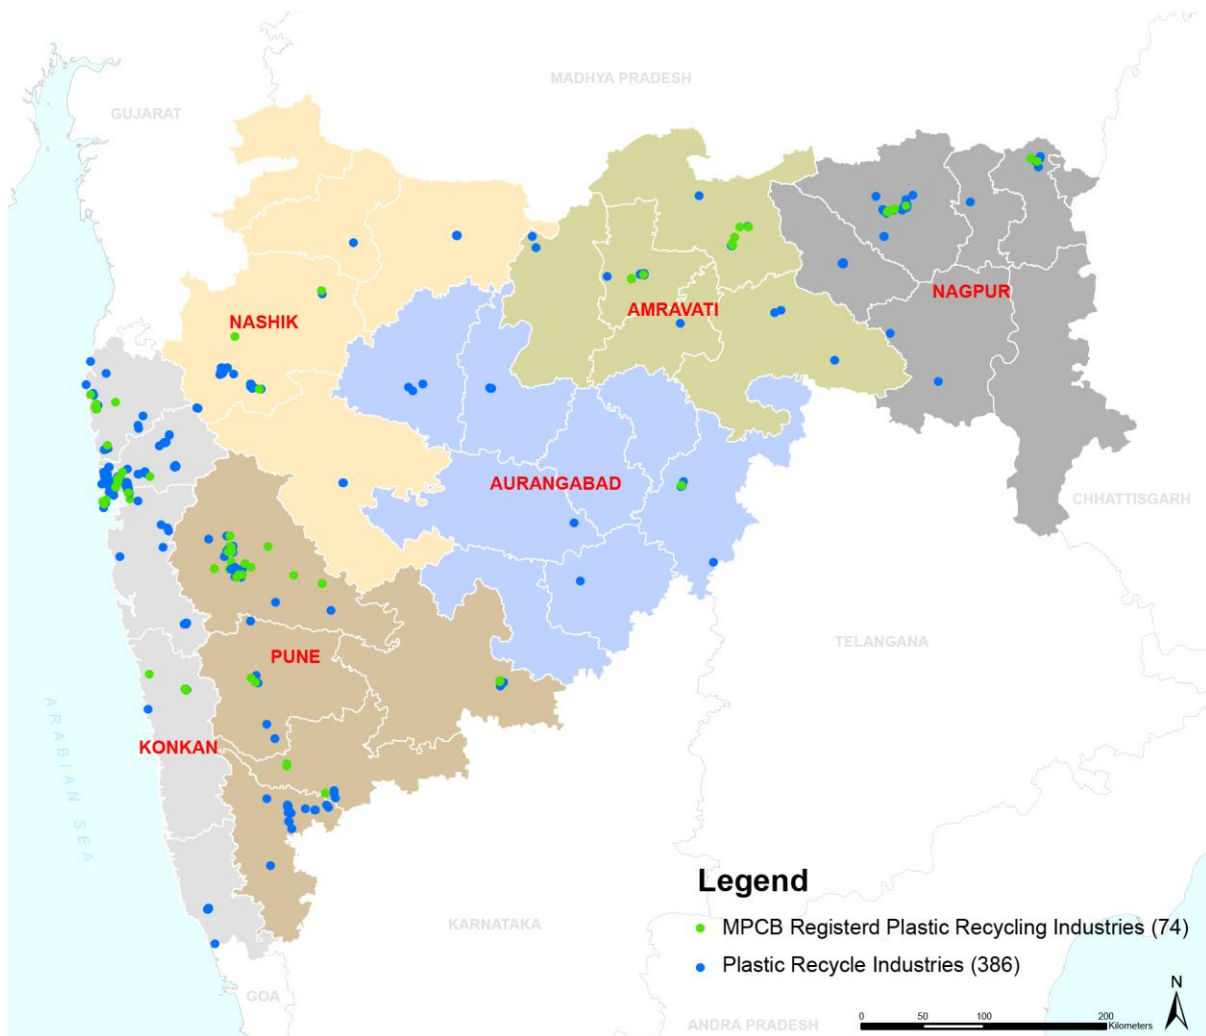 MADHYA PRADESH
GUJARAT
NASHIK
AMRAVATI
NAGPUR
AURANGABAD
CHHATTISGARH
TELANGANA
PUNE
KONKAN
ARABIAN SEA
Legend
MPCB Registerd Plastic Recycling Industries (74)
KARNATAKA
Plastic Recycle Industries (386)
GOA
N
0 50 100 200
Kilometers
ANDRA PRADESH